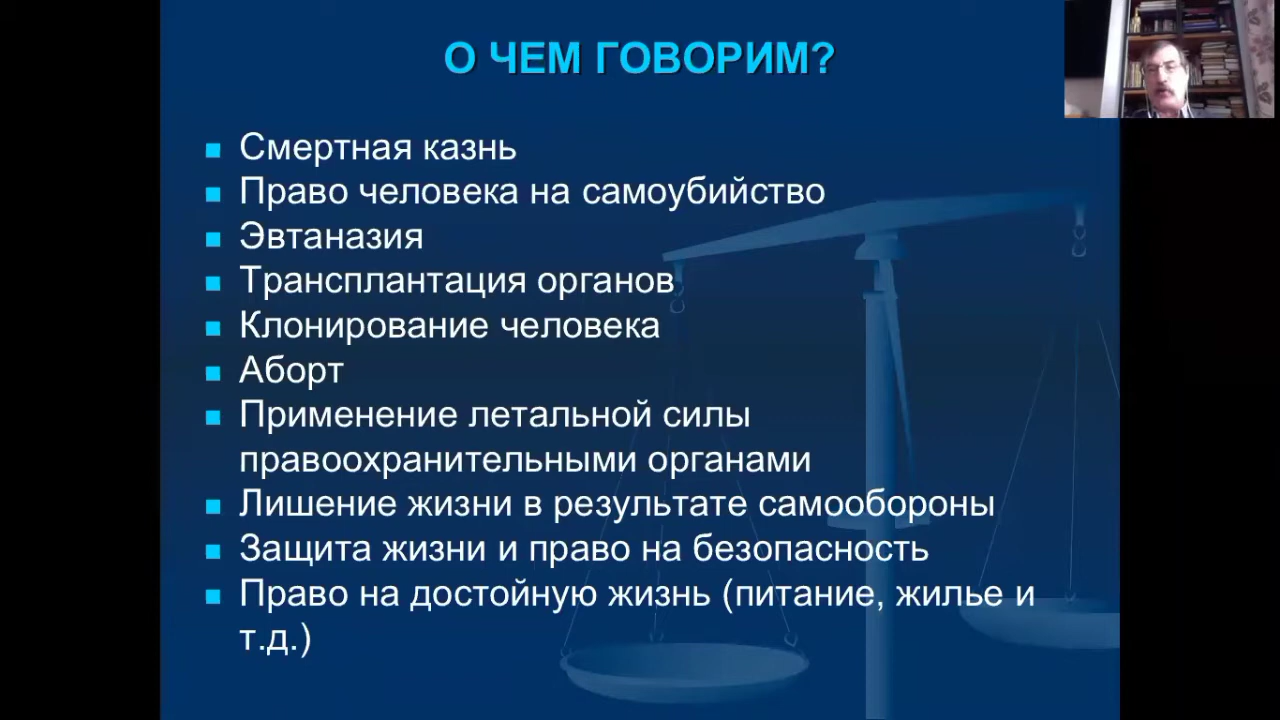 О ЧЕМ ГОВОРИМ?
Смертная казнь
Право человека на самоубийство
Эвтаназия
Трансплантация органов
Клонирование человека
Аборт
Применение летальной силы
правоохранительными органами
Лишение жизни в результате самообороны
Защита жизни и право на безопасность
Право на достойную жизнь (питание, жилье и
т.д.)